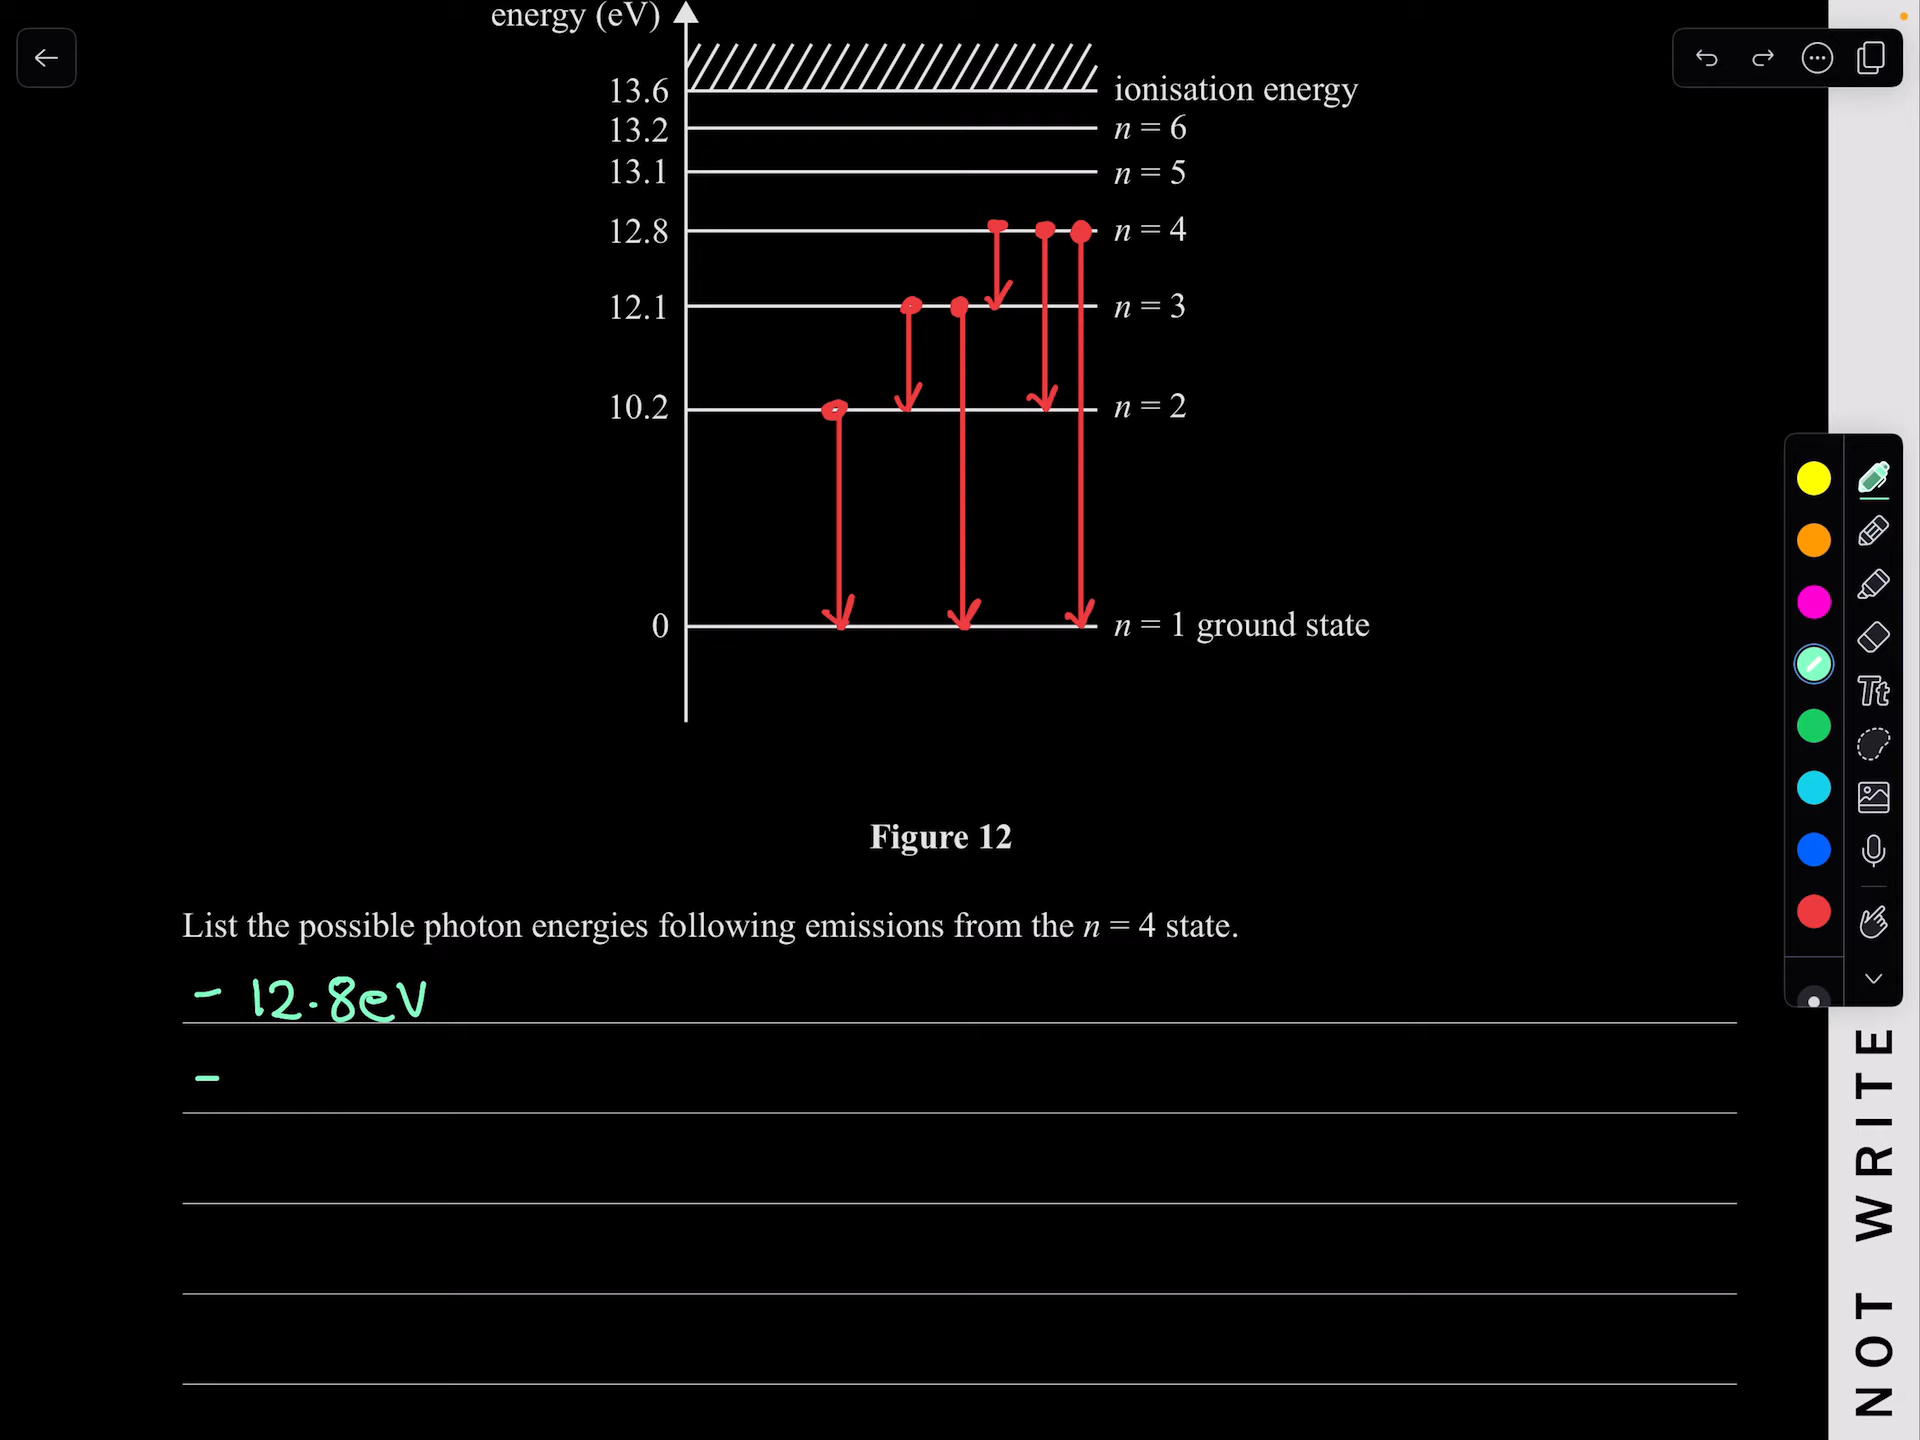 energy (eV)
13.6 ionisation energy
13.2 n = 6
13.1 n = 5
12.8 n = 4
12.1 n = 3
10.2 n = 2
0 n = 1 ground state
Figure 12
List the possible photon energies following emissions from the n = 4 state.
- 12.8eV
-
Tt
NOT WRITE